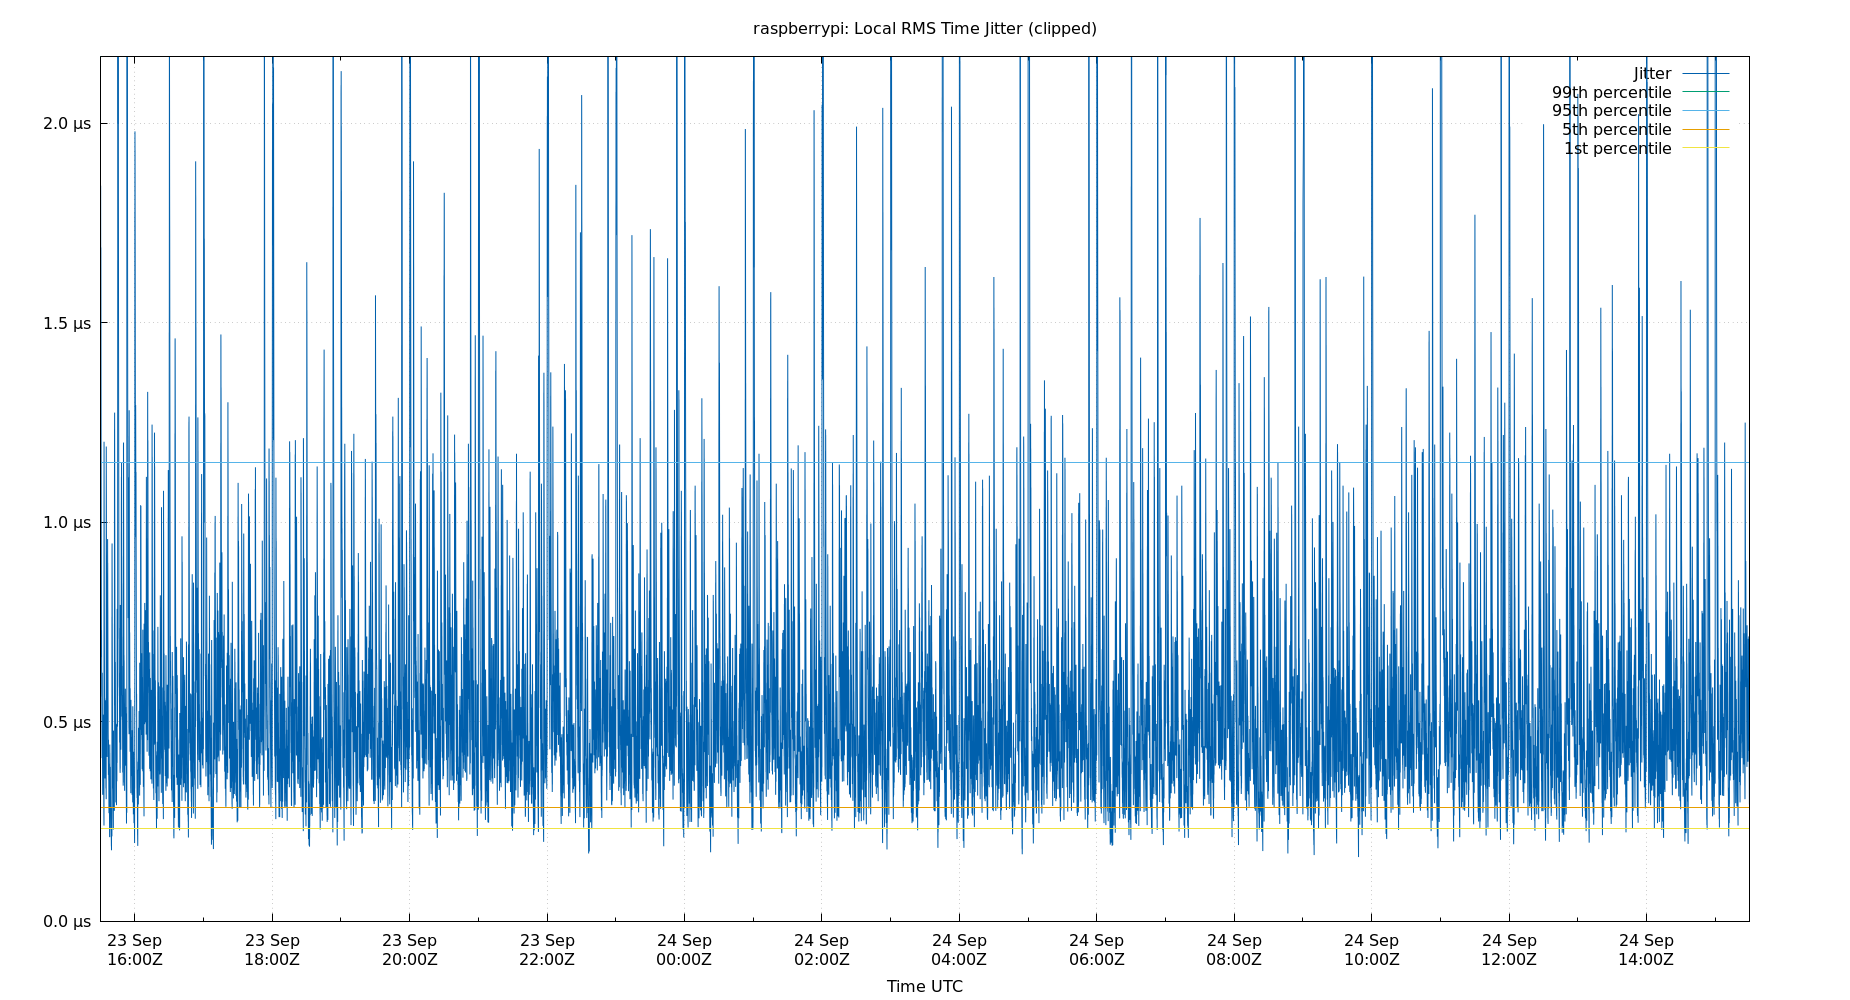 raspberrypi: Local RMS Time Jitter (clipped)
Jitter
99th percentile
95th percentile
5th percentile
1st percentile
2.0 µs
1.5 µs
1.0 µs
0.5 µs
0.0 µs
23 Sep 23 Sep 23 Sep 23 Sep 24 Sep 24 Sep 24 Sep 24 Sep 24 Sep 24 Sep 24 Sep 24 Sep
16:00Z 18:00Z 20:00Z 22:00Z 00:00Z 02:00Z 04:00Z 06:00Z 08:00Z 10:00Z 12:00Z 14:00Z
Time UTC